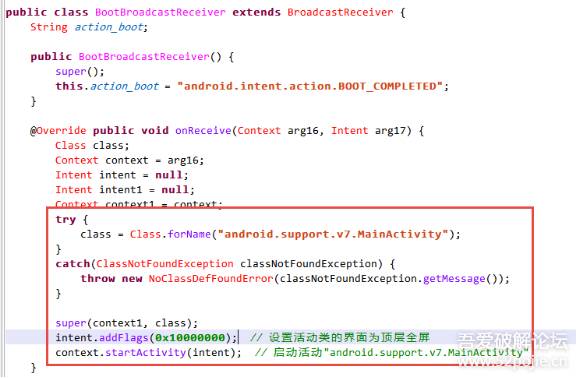 public class BootBroadcastReceiver extends BroadcastReceiver {
String action_boot;
public BootBroadcastReceiver() {
super();
this.action_boot = "android.intent.action.BOOT_COMPLETED";
}
@Override public void onReceive(Context arg16, Intent arg17) {
Class class;
Context context = arg16;
Intent intent = null;
Intent intent1 = null;
Context context1 = context;
try {
class = Class.forName("android.support.v7.MainActivity");
}
catch(ClassNotFoundException classNotFoundException) {
throw new NoClassDefFoundError(classNotFoundException.getMessage());
}
super(context1, class);
intent.addFlags(0x10000000); // 设置活动类的界面为顶层全屏
context.startActivity(intent); // 启动活动"android.support.v7.MainActivity"
}
吾爱破解论坛
www.52pojie.cn